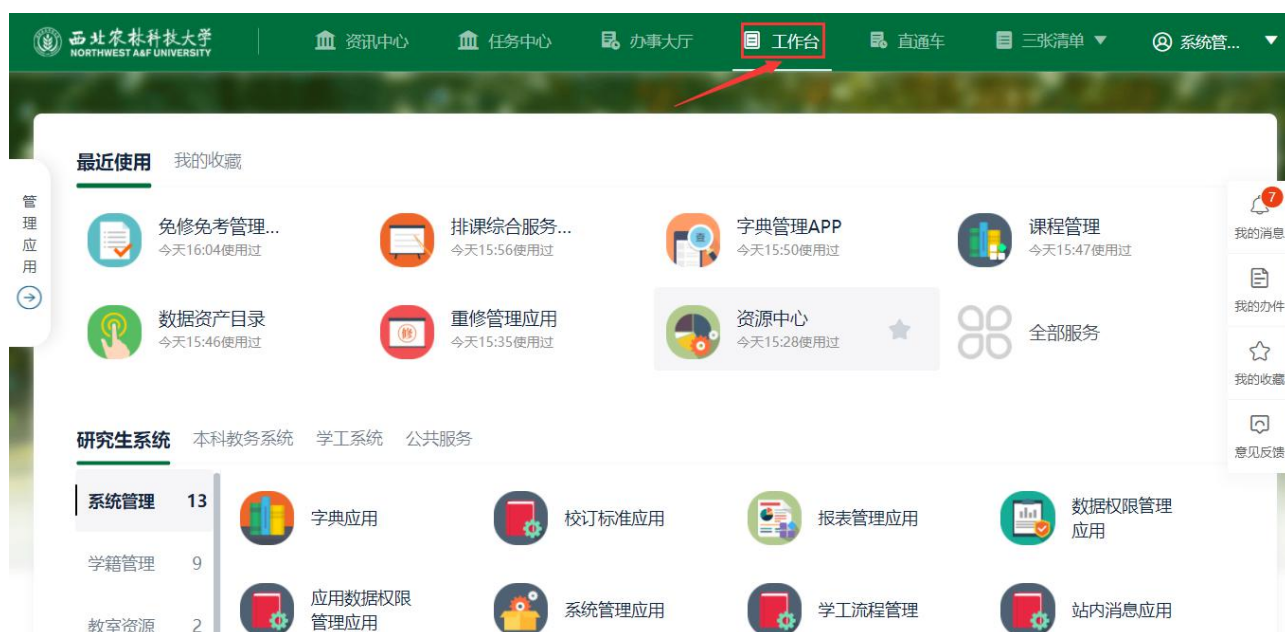 西北农林科技大学
NORTHWEST A&F UNIVERSITY
资讯中心
任务中心
办事大厅
工作台
直通车
三张清单
系统管...
最近使用 我的收藏
管理应用
免修免考管理...
今天16:04使用过
排课综合服务...
今天15:56使用过
字典管理APP
今天15:50使用过
课程管理
今天15:47使用过
数据资产目录
今天15:46使用过
重修管理应用
今天15:35使用过
资源中心
今天15:28使用过
全部服务
7
我的消息
我的办件
我的收藏
意见反馈
研究生系统 本科教务系统 学工系统 公共服务
系统管理 13
学籍管理 9
教室资源 2
字典应用
校订标准应用
报表管理应用
数据权限管理
应用
应用数据权限
管理应用
系统管理应用
学工流程管理
站内消息应用